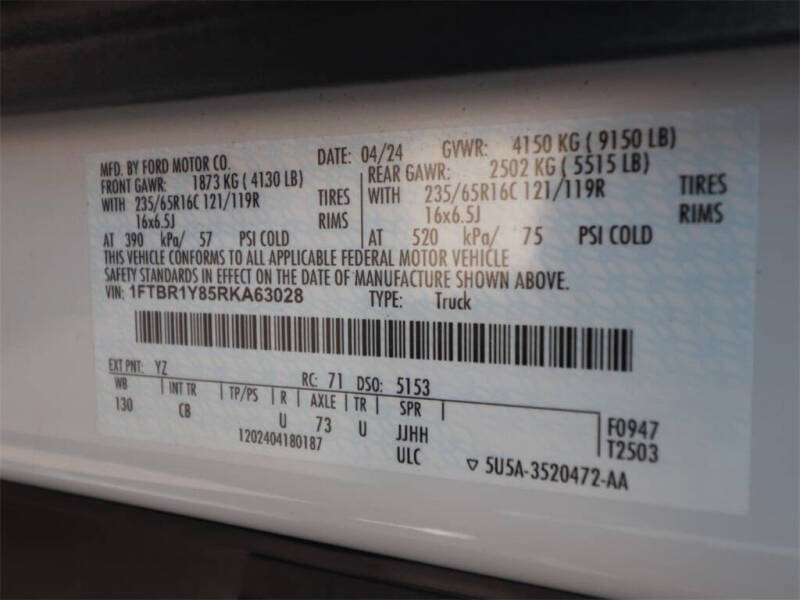 MFD. BY FORD MOTOR CO. DATE: 04/24 GVWR: 4150 KG ( 9150 LB)
FRONT GAWR: 1873 KG ( 4130 LB) REAR GAWR: 2502 KG ( 5515 LB)
WITH 235/65R16C 121/119R TIRES WITH 235/65R16C 121/119R TIRES
16x6.5J RIMS 16x6.5J RIMS
AT 390 kPa/ 57 PSI COLD AT 520 kPa/ 75 PSI COLD
THIS VEHICLE CONFORMS TO ALL APPLICABLE FEDERAL MOTOR VEHICLE
SAFETY STANDARDS IN EFFECT ON THE DATE OF MANUFACTURE SHOWN ABOVE.
VIN: 1FTBR1Y85RKA63028 TYPE: Truck
EXT PNT: YZ RC: 71 DSO: 5153
WB INT TR TP/PS R AXLE TR SPR
130 CB U 73 U JJHH F0947
1202404180187 ULC T2503
5U5A-3520472-AA